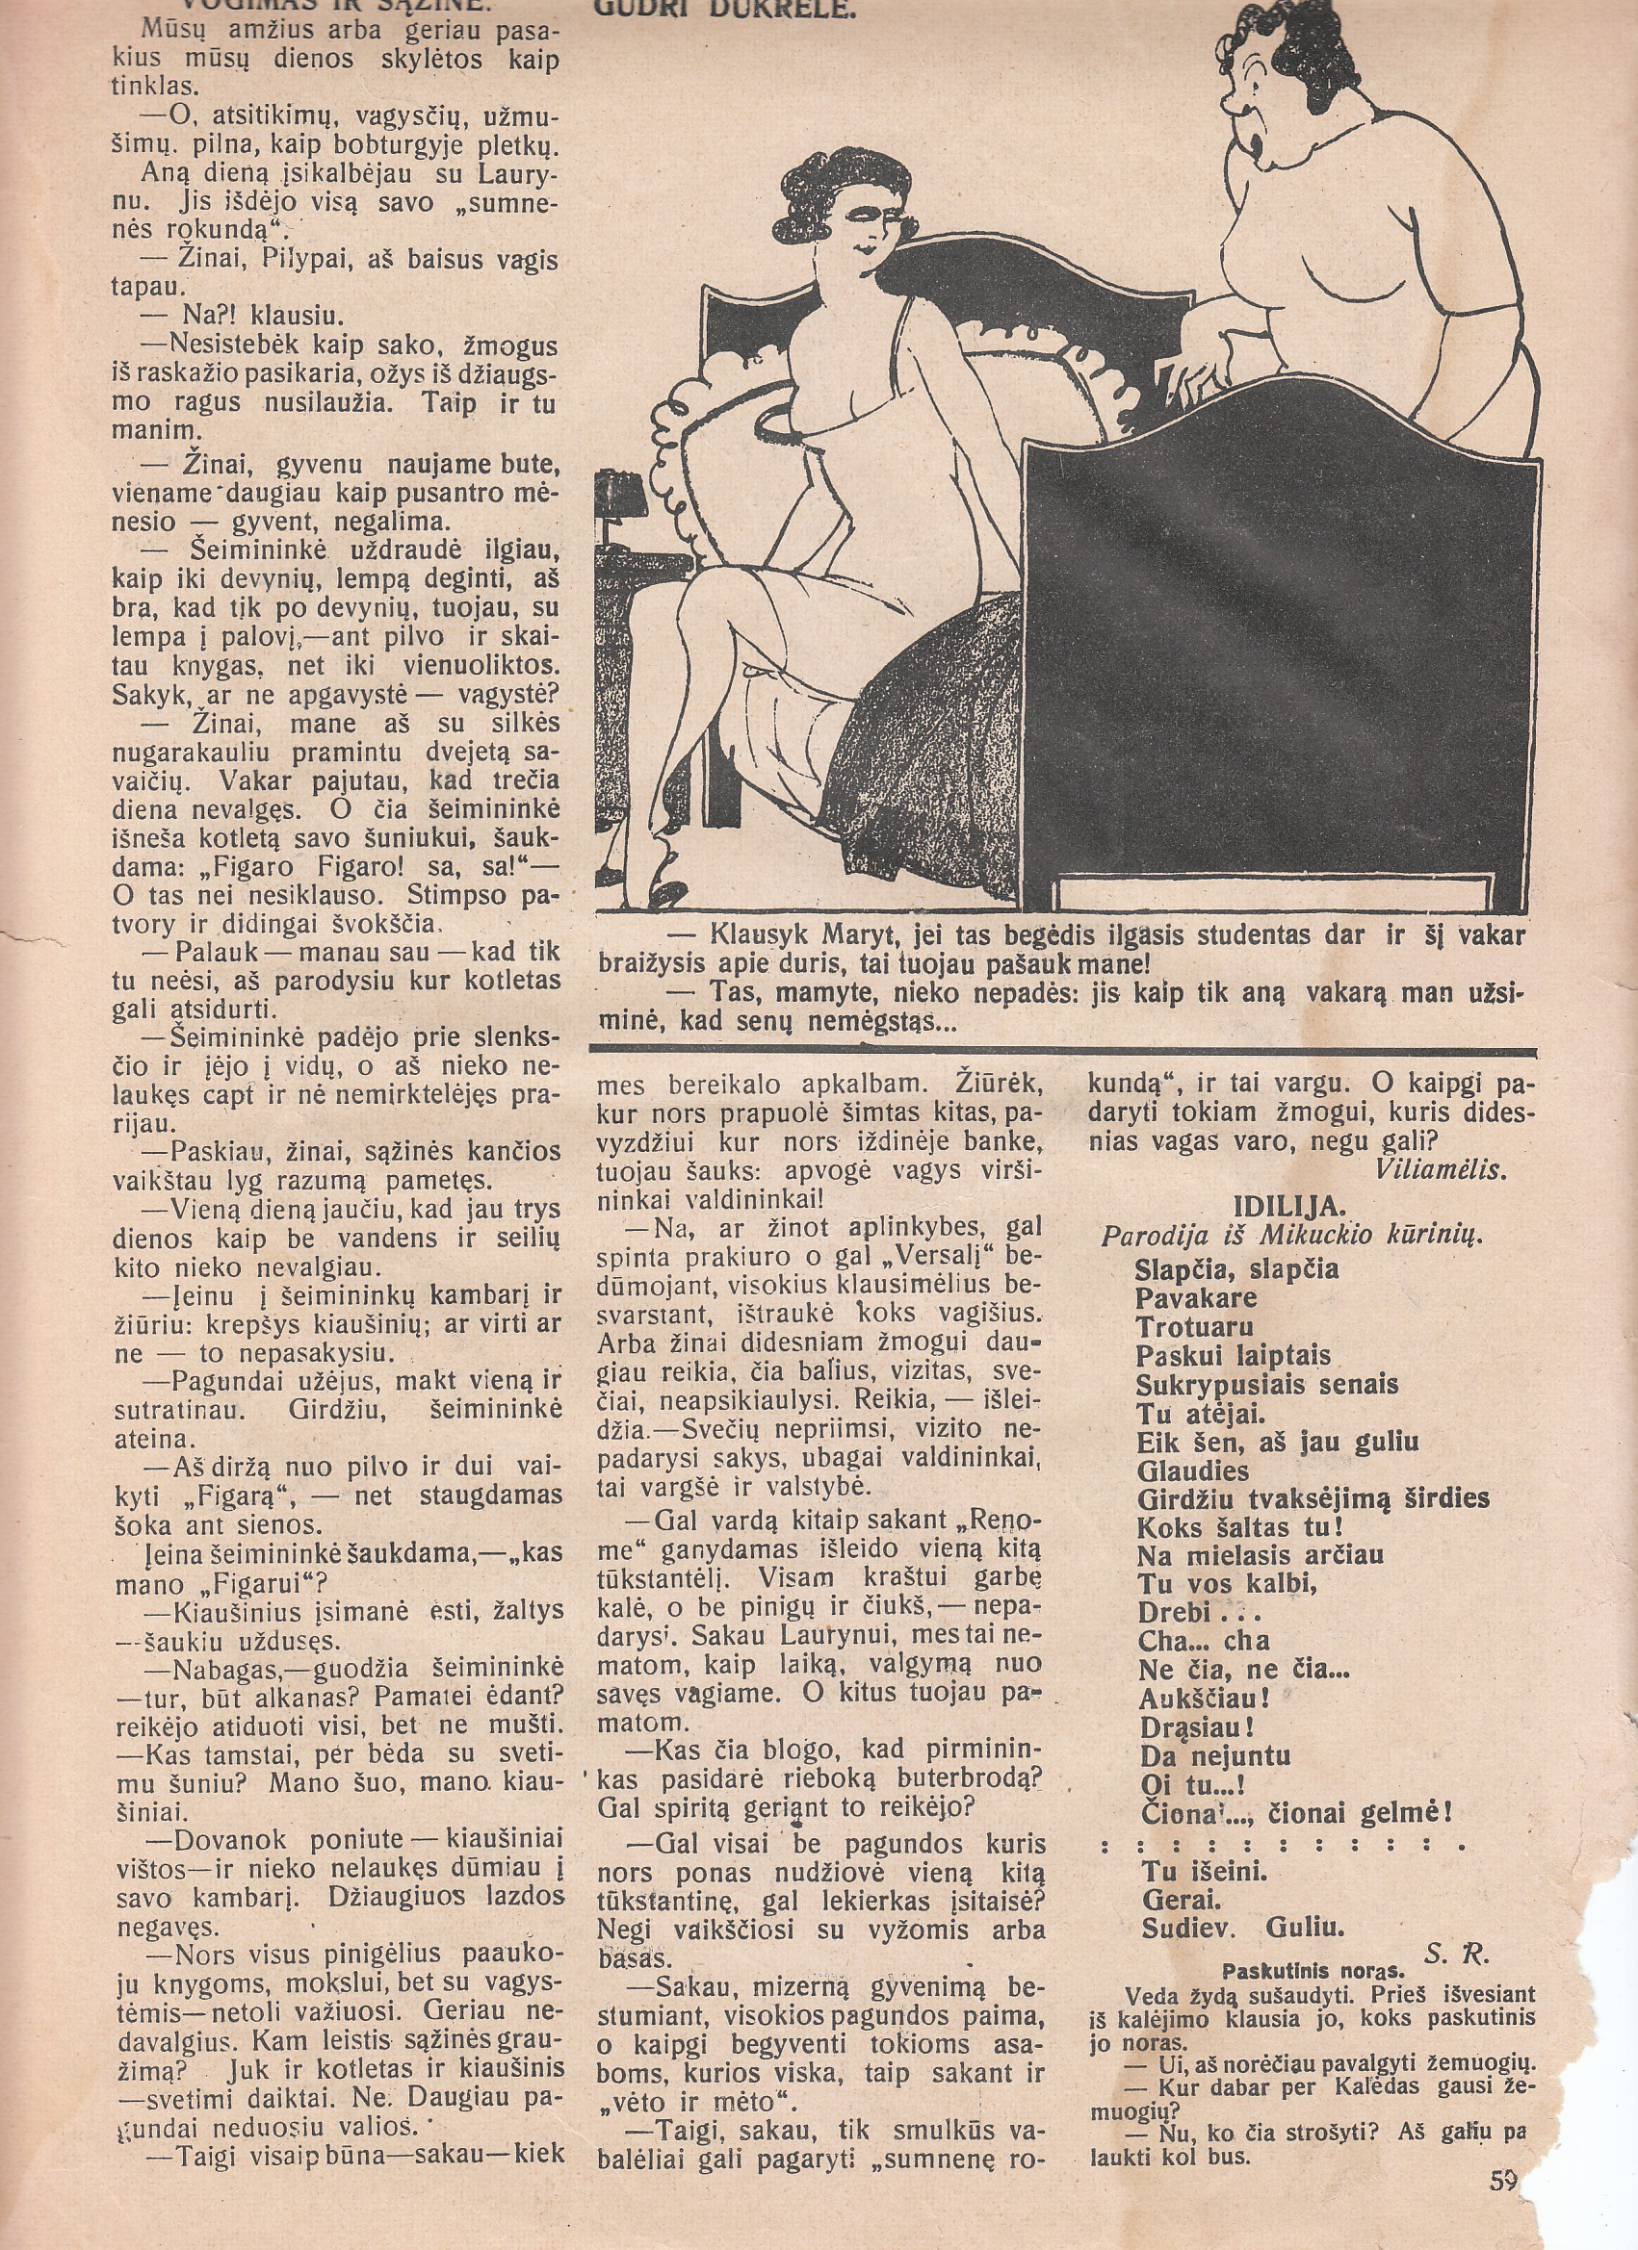 VOGIMAS IR SĄŽINĖ.
Mūsų amžius arba geriau pasa-
kius mūsų dienos skylėtos kaip
tinklas.
—O, atsitikimų, vagysčių, užmu-
šimų. pilna, kaip bobturgyje pletkų.
Aną dieną įsikalbėjau su Laury-
nu. Jis išdėjo visą savo „sumne-
nės rokundą“.
— Žinai, Pilypai, aš baisus vagis
tapau.
— Na?! klausiu.
—Nesistebėk kaip sako, žmogus
iš raskažio pasikaria, ožys iš džiaugs-
mo ragus nusilaužia. Taip ir tu
manim.
— Žinai, gyvenu naujame bute,
viename daugiau kaip pusantro mė-
nesio — gyvent, negalima.
— Šeimininkė uždraudė ilgiau,
kaip iki devynių, lempą deginti, aš
bra, kad tik po devynių, tuojau, su
lempa į palovį,—ant pilvo ir skai-
tau knygas, net iki vienuoliktos.
Sakyk, ar ne apgavystė — vagystė?
— Žinai, mane aš su silkės
nugarakauliu pramintu dvejetą sa-
vaičių. Vakar pajutau, kad trečia
diena nevalgęs. O čia šeimininkė
išneša kotletą savo šuniukui, šauk-
dama: „Figaro Figaro! sa, sa!“—
O tas nei nesiklauso. Stimpso pa-
tvory ir didingai švokščia.
—Palauk—manau sau—kad tik
tu neėsi, aš parodysiu kur kotletas
gali atsidurti.
—Šeimininkė padėjo prie slenks-
čio ir įėjo į vidų, o aš nieko ne-
laukęs capt ir nė nemirktelėjęs pra-
rijau.
—Paskiau, žinai, sąžinės kančios
vaikštau lyg razumą pametęs.
—Vieną dieną jaučiu, kad jau trys
dienos kaip be vandens ir seilių
kito nieko nevalgiau.
—Įeinu į šeimininkų kambarį ir
žiūriu: krepšys kiaušinių; ar virti ar
ne — to nepasakysiu.
—Pagundai užėjus, makt vieną ir
sutratinau. Girdžiu, šeimininkė
ateina.
—Aš diržą nuo pilvo ir dui vai-
kyti „Figarą“, — net staugdamas
šoka ant sienos.
Įeina šeimininkė šaukdama,—„kas
mano „Figarui“?
—Kiaušinius įsimanė ėsti, žaltys
—šaukiu uždusęs.
—Nabagas,—guodžia šeimininkė
—tur, būt alkanas? Pamatei ėdant?
reikėjo atiduoti visi, bet ne mušti.
—Kas tamstai, per bėda su sveti-
mu šuniu? Mano šuo, mano kiau-
šiniai.
—Dovanok poniute — kiaušiniai
vištos—ir nieko nelaukęs dūmiau į
savo kambarį. Džiaugiuos lazdos
negavęs.
—Nors visus pinigėlius paauko-
ju knygoms, mokslui, bet su vagys-
tėmis—netoli važiuosi. Geriau ne-
davalgius. Kam leistis sąžinės grau-
žimą? Juk ir kotletas ir kiaušinis
—svetimi daiktai. Ne. Daugiau pa-
gundai neduosiu valios.
—Taigi visaip būna—sakau—kiek
GUDRI DUKRELĖ.
— Klausyk Maryt, jei tas begėdis ilgasis studentas dar ir šį vakar
braižysis apie duris, tai tuojau pašauk mane!
— Tas, mamyte, nieko nepadės: jis kaip tik aną vakarą man užsi-
minė, kad senų nemėgstąs...
mes bereikalo apkalbam. Žiūrėk,
kur nors prapuolė šimtas kitas, pa-
vyzdžiui kur nors iždinėje banke,
tuojau šauks: apvogė vagys virši-
ninkai valdininkai!
—Na, ar žinot aplinkybes, gal
spinta prakiuro o gal „Versalį“ be-
dūmojant, visokius klausimėlius be-
svarstant, ištraukė koks vagišius.
Arba žinai didesniam žmogui dau-
giau reikia, čia balius, vizitas, sve-
čiai, neapsikiaulysi. Reikia, — išlei-
džia.—Svečių nepriimsi, vizito ne-
padarysi sakys, ubagai valdininkai,
tai vargšė ir valstybė.
—Gal vardą kitaip sakant „Reno-
me“ ganydamas išleido vieną kitą
tūkstantėlį. Visam kraštui garbę
kalė, o be pinigų ir čiukš,— nepa-
darysi. Sakau Laurynui, mes tai ne-
matom, kaip laiką, valgymą nuo
savęs vagiame. O kitus tuojau pa-
matom.
—Kas čia blogo, kad pirminin-
kas pasidarė rieboką buterbrodą?
Gal spiritą geriant to reikėjo?
—Gal visai be pagundos kuris
nors ponas nudžiovė vieną kitą
tūkstantinę, gal lekierkas įsitaisė?
Negi vaikščiosi su vyžomis arba
basas.
—Sakau, mizerną gyvenimą be-
stumiant, visokios pagundos paima,
o kaipgi begyventi tokioms asa-
boms, kurios viska, taip sakant ir
„vėto ir mėto“.
—Taigi, sakau, tik smulkūs va-
balėliai gali pagaryti „sumnenę ro-
kundą“, ir tai vargu. O kaipgi pa-
daryti tokiam žmogui, kuris dides-
nias vagas varo, negu gali?
Viliamėlis.
IDILIJA.
Parodija iš Mikuckio kūrinių.
Slapčia, slapčia
Pavakare
Trotuaru
Paskui laiptais
Sukrypusiais senais
Tu atėjai.
Eik šen, aš jau guliu
Glaudies
Girdžiu tvaksėjimą širdies
Koks šaltas tu!
Na mielasis arčiau
Tu vos kalbi,
Drebi . . .
Cha... cha
Ne čia, ne čia...
Aukščiau!
Drąsiau!
Da nejuntu
Oi tu...!
Čionai..., čionai gelmė!
: : : : : : : : : : .
Tu išeini.
Gerai.
Sudiev. Guliu.
S. R.
Paskutinis noras.
Veda žydą sušaudyti. Prieš išvesiant
iš kalėjimo klausia jo, koks paskutinis
jo noras.
— Ui, aš norėčiau pavalgyti žemuogių.
— Kur dabar per Kalėdas gausi že-
muogių?
— Nu, ko čia strošyti? Aš galiu pa
laukti kol bus.
59